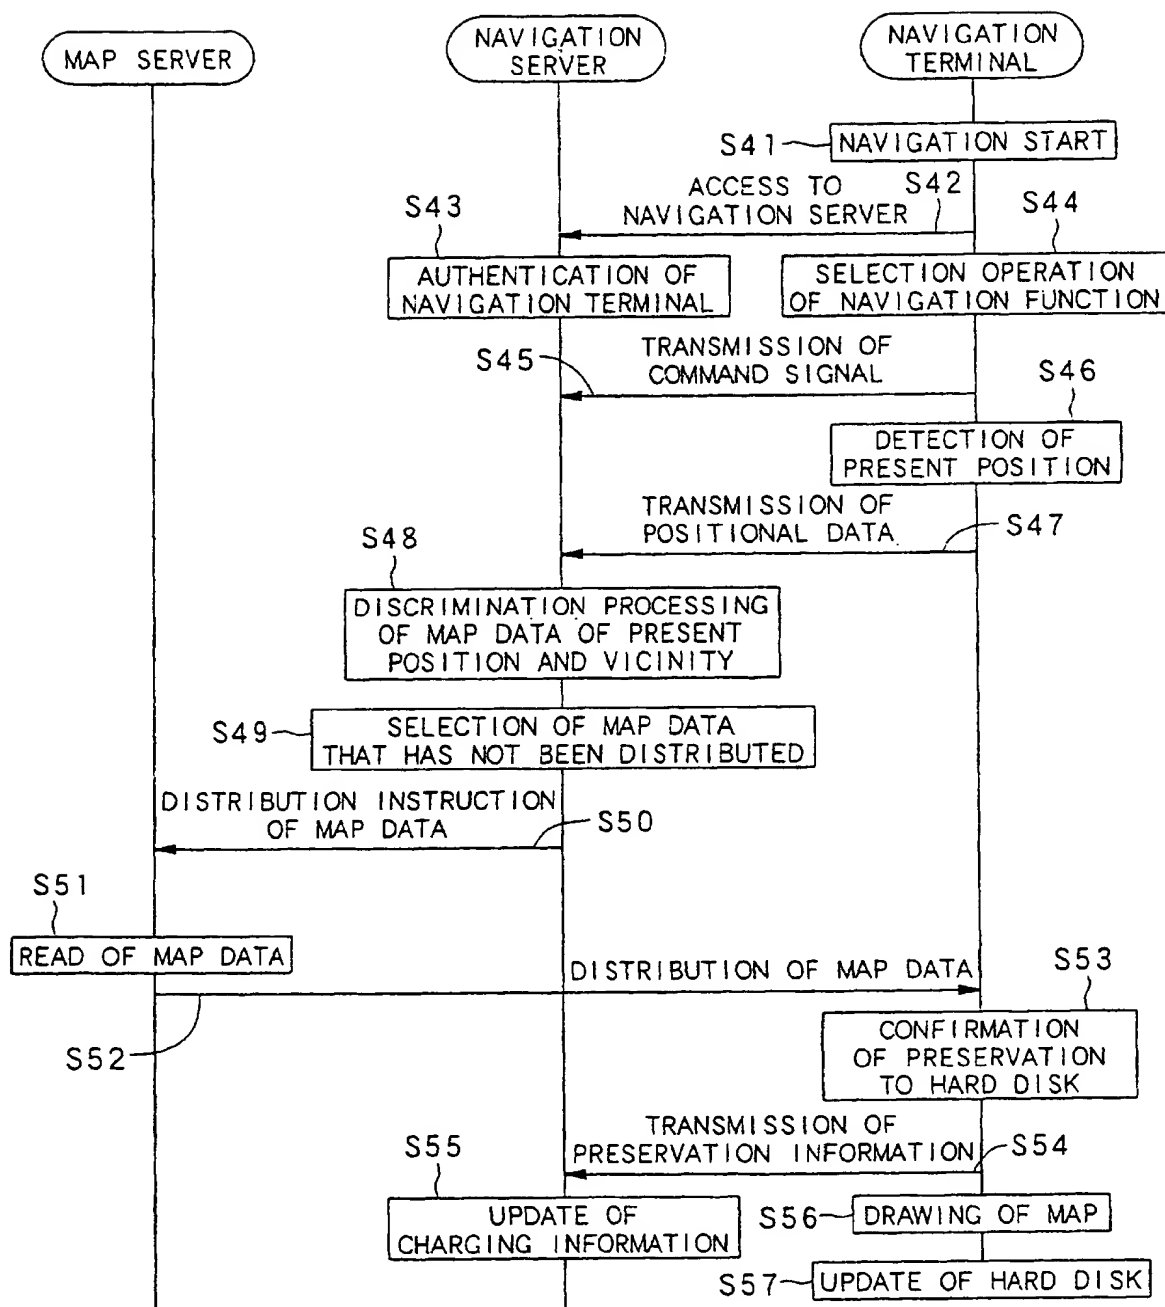 MAP SERVER
NAVIGATION
SERVER
NAVIGATION
TERMINAL
S41
NAVIGATION START
ACCESS TO
NAVIGATION SERVER
S42
S43
S44
AUTHENTICATION OF
NAVIGATION TERMINAL
SELECTION OPERATION
OF NAVIGATION FUNCTION
S45
TRANSMISSION OF
COMMAND SIGNAL
S46
DETECTION OF
PRESENT POSITION
TRANSMISSION OF
POSITIONAL DATA
S47
S48
DISCRIMINATION PROCESSING
OF MAP DATA OF PRESENT
POSITION AND VICINITY
S49
SELECTION OF MAP DATA
THAT HAS NOT BEEN DISTRIBUTED
DISTRIBUTION INSTRUCTION
OF MAP DATA
S50
S51
READ OF MAP DATA
DISTRIBUTION OF MAP DATA
S52
S53
CONFIRMATION
OF PRESERVATION
TO HARD DISK
TRANSMISSION OF
PRESERVATION INFORMATION
S54
S55
UPDATE OF
CHARGING INFORMATION
S56
DRAWING OF MAP
S57
UPDATE OF HARD DISK